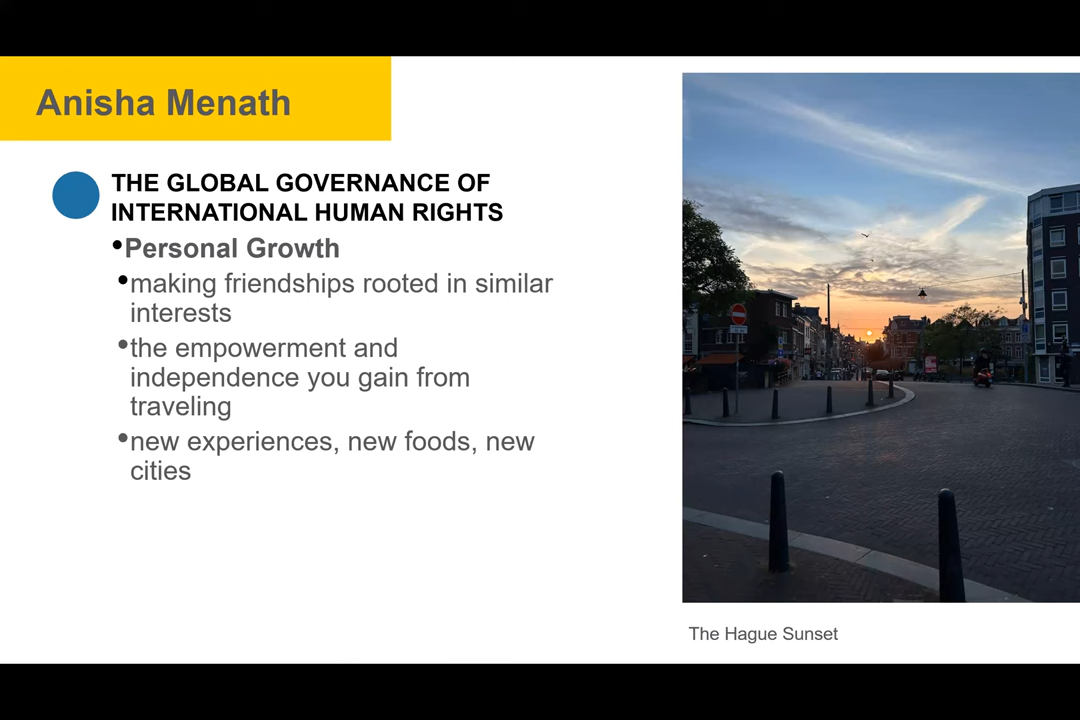 Anisha Menath
THE GLOBAL GOVERNANCE OF
INTERNATIONAL HUMAN RIGHTS
•Personal Growth
•making friendships rooted in similar
interests
•the empowerment and
independence you gain from
traveling
•new experiences, new foods, new
cities
The Hague Sunset